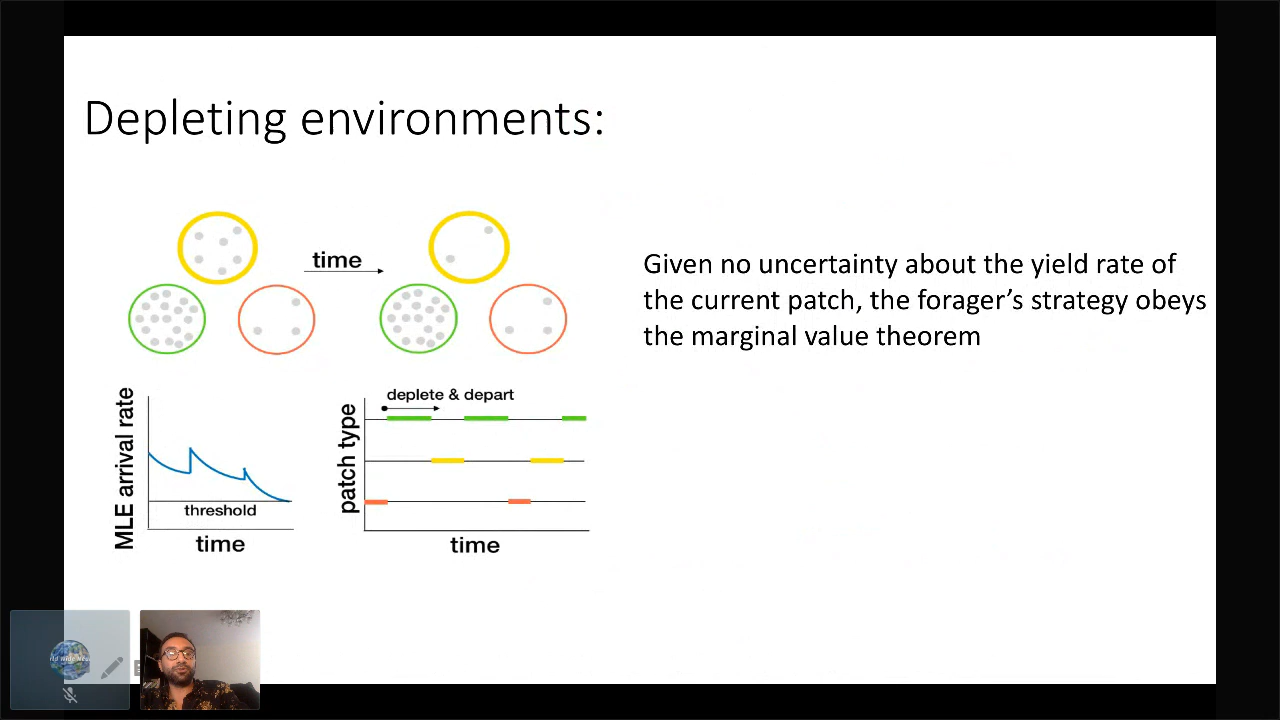 Depleting environments:
time
Given no uncertainty about the yield rate of
the current patch, the forager's strategy obeys
the marginal value theorem
MLE arrival rate
threshold
time
patch type
deplete & depart
time